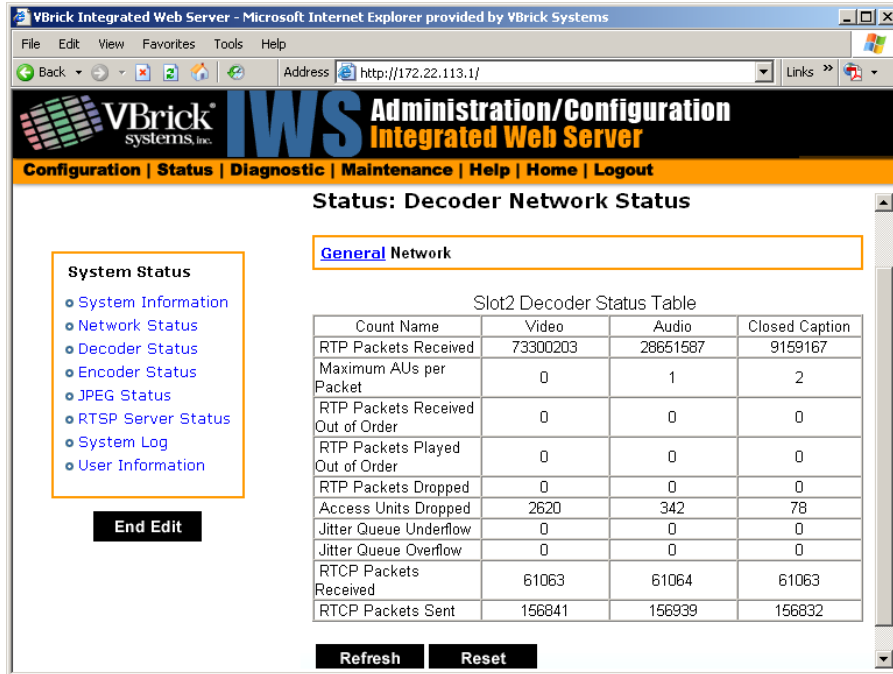 VBrick Integrated Web Server - Microsoft Internet Explorer provided by VBrick Systems
File Edit View Favorites Tools Help
Back Address http://172.22.113.1/ Links »
VBrick systems, inc.
IWS
Administration/Configuration
Integrated Web Server
Configuration | Status | Diagnostic | Maintenance | Help | Home | Logout
Status: Decoder Network Status
General Network
System Status
System Information
Network Status
Decoder Status
Encoder Status
JPEG Status
RTSP Server Status
System Log
User Information
End Edit
Slot2 Decoder Status Table
Count Name Video Audio Closed Caption
RTP Packets Received 73300203 28651587 9159167
Maximum AUs per
Packet 0 1 2
RTP Packets Received
Out of Order 0 0 0
RTP Packets Played
Out of Order 0 0 0
RTP Packets Dropped 0 0 0
Access Units Dropped 2620 342 78
Jitter Queue Underflow 0 0 0
Jitter Queue Overflow 0 0 0
RTCP Packets
Received 61063 61064 61063
RTCP Packets Sent 156841 156939 156832
Refresh Reset